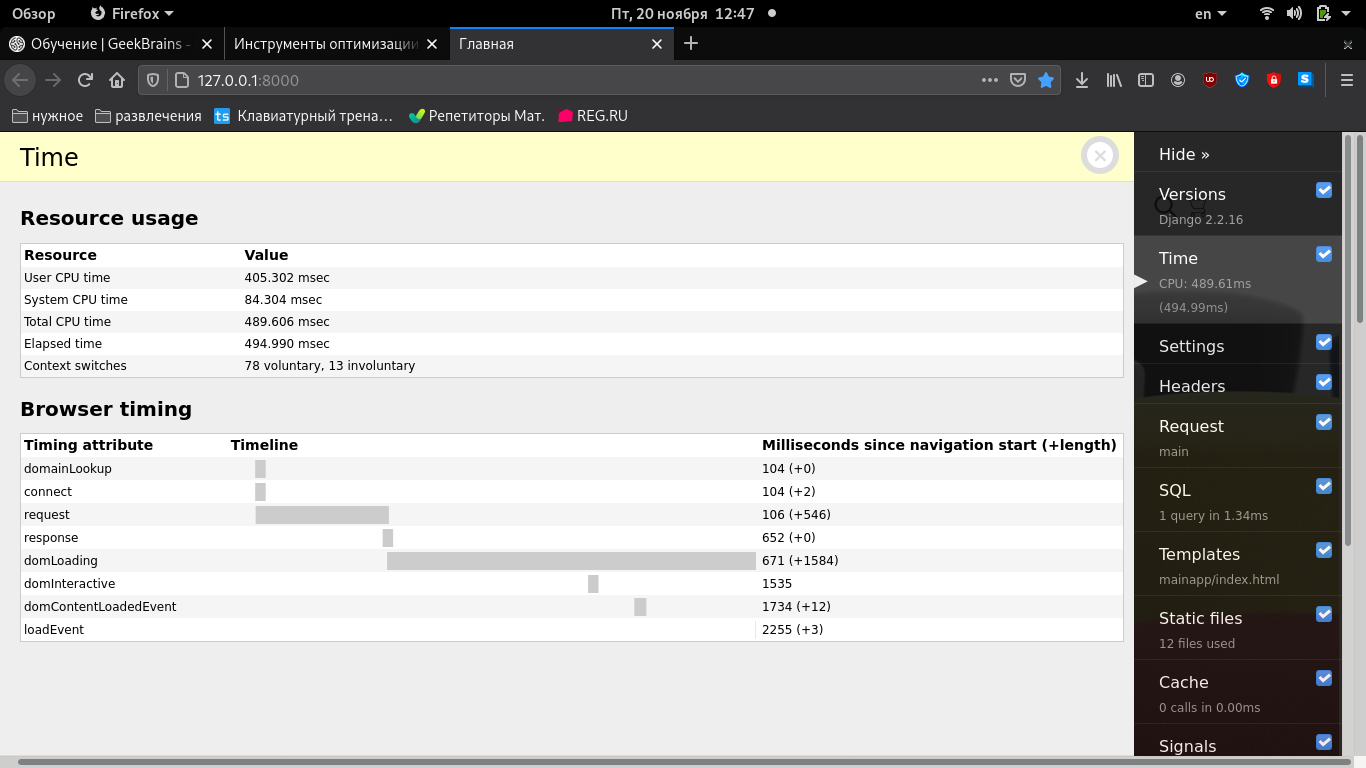 Обзор Firefox Пт, 20 ноября 12:47 en
Обучение | GeekBrains - Инструменты оптимизации Главная
127.0.0.1:8000
нужное развлечения Клавиатурный трена… Репетиторы Мат. REG.RU
Time
Resource usage
Resource Value
User CPU time 405.302 msec
System CPU time 84.304 msec
Total CPU time 489.606 msec
Elapsed time 494.990 msec
Context switches 78 voluntary, 13 involuntary
Browser timing
Timing attribute Timeline Milliseconds since navigation start (+length)
domainLookup 104 (+0)
connect 104 (+2)
request 106 (+546)
response 652 (+0)
domLoading 671 (+1584)
domInteractive 1535
domContentLoadedEvent 1734 (+12)
loadEvent 2255 (+3)
Hide »
Versions
Django 2.2.16
Time
CPU: 489.61ms
(494.99ms)
Settings
Headers
Request
main
SQL
1 query in 1.34ms
Templates
mainapp/index.html
Static files
12 files used
Cache
0 calls in 0.00ms
Signals